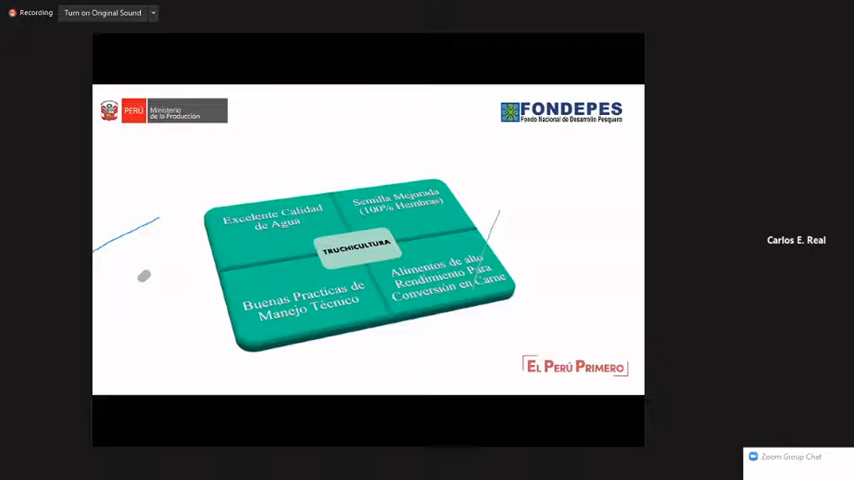 Recording
Turn on Original Sound
PERÚ
Ministerio
de la Producción
FONDEPES
Fondo Nacional de Desarrollo Pesquero
Excelente Calidad
de Agua
Semilla Mejorada
(100% Hembras)
TRUCHICULTURA
Buenas Practicas de
Manejo Técnico
Alimentos de alto
Rendimiento Para
Conversión en Carne
EL PERÚ PRIMERO
Carlos E. Real
Zoom Group Chat